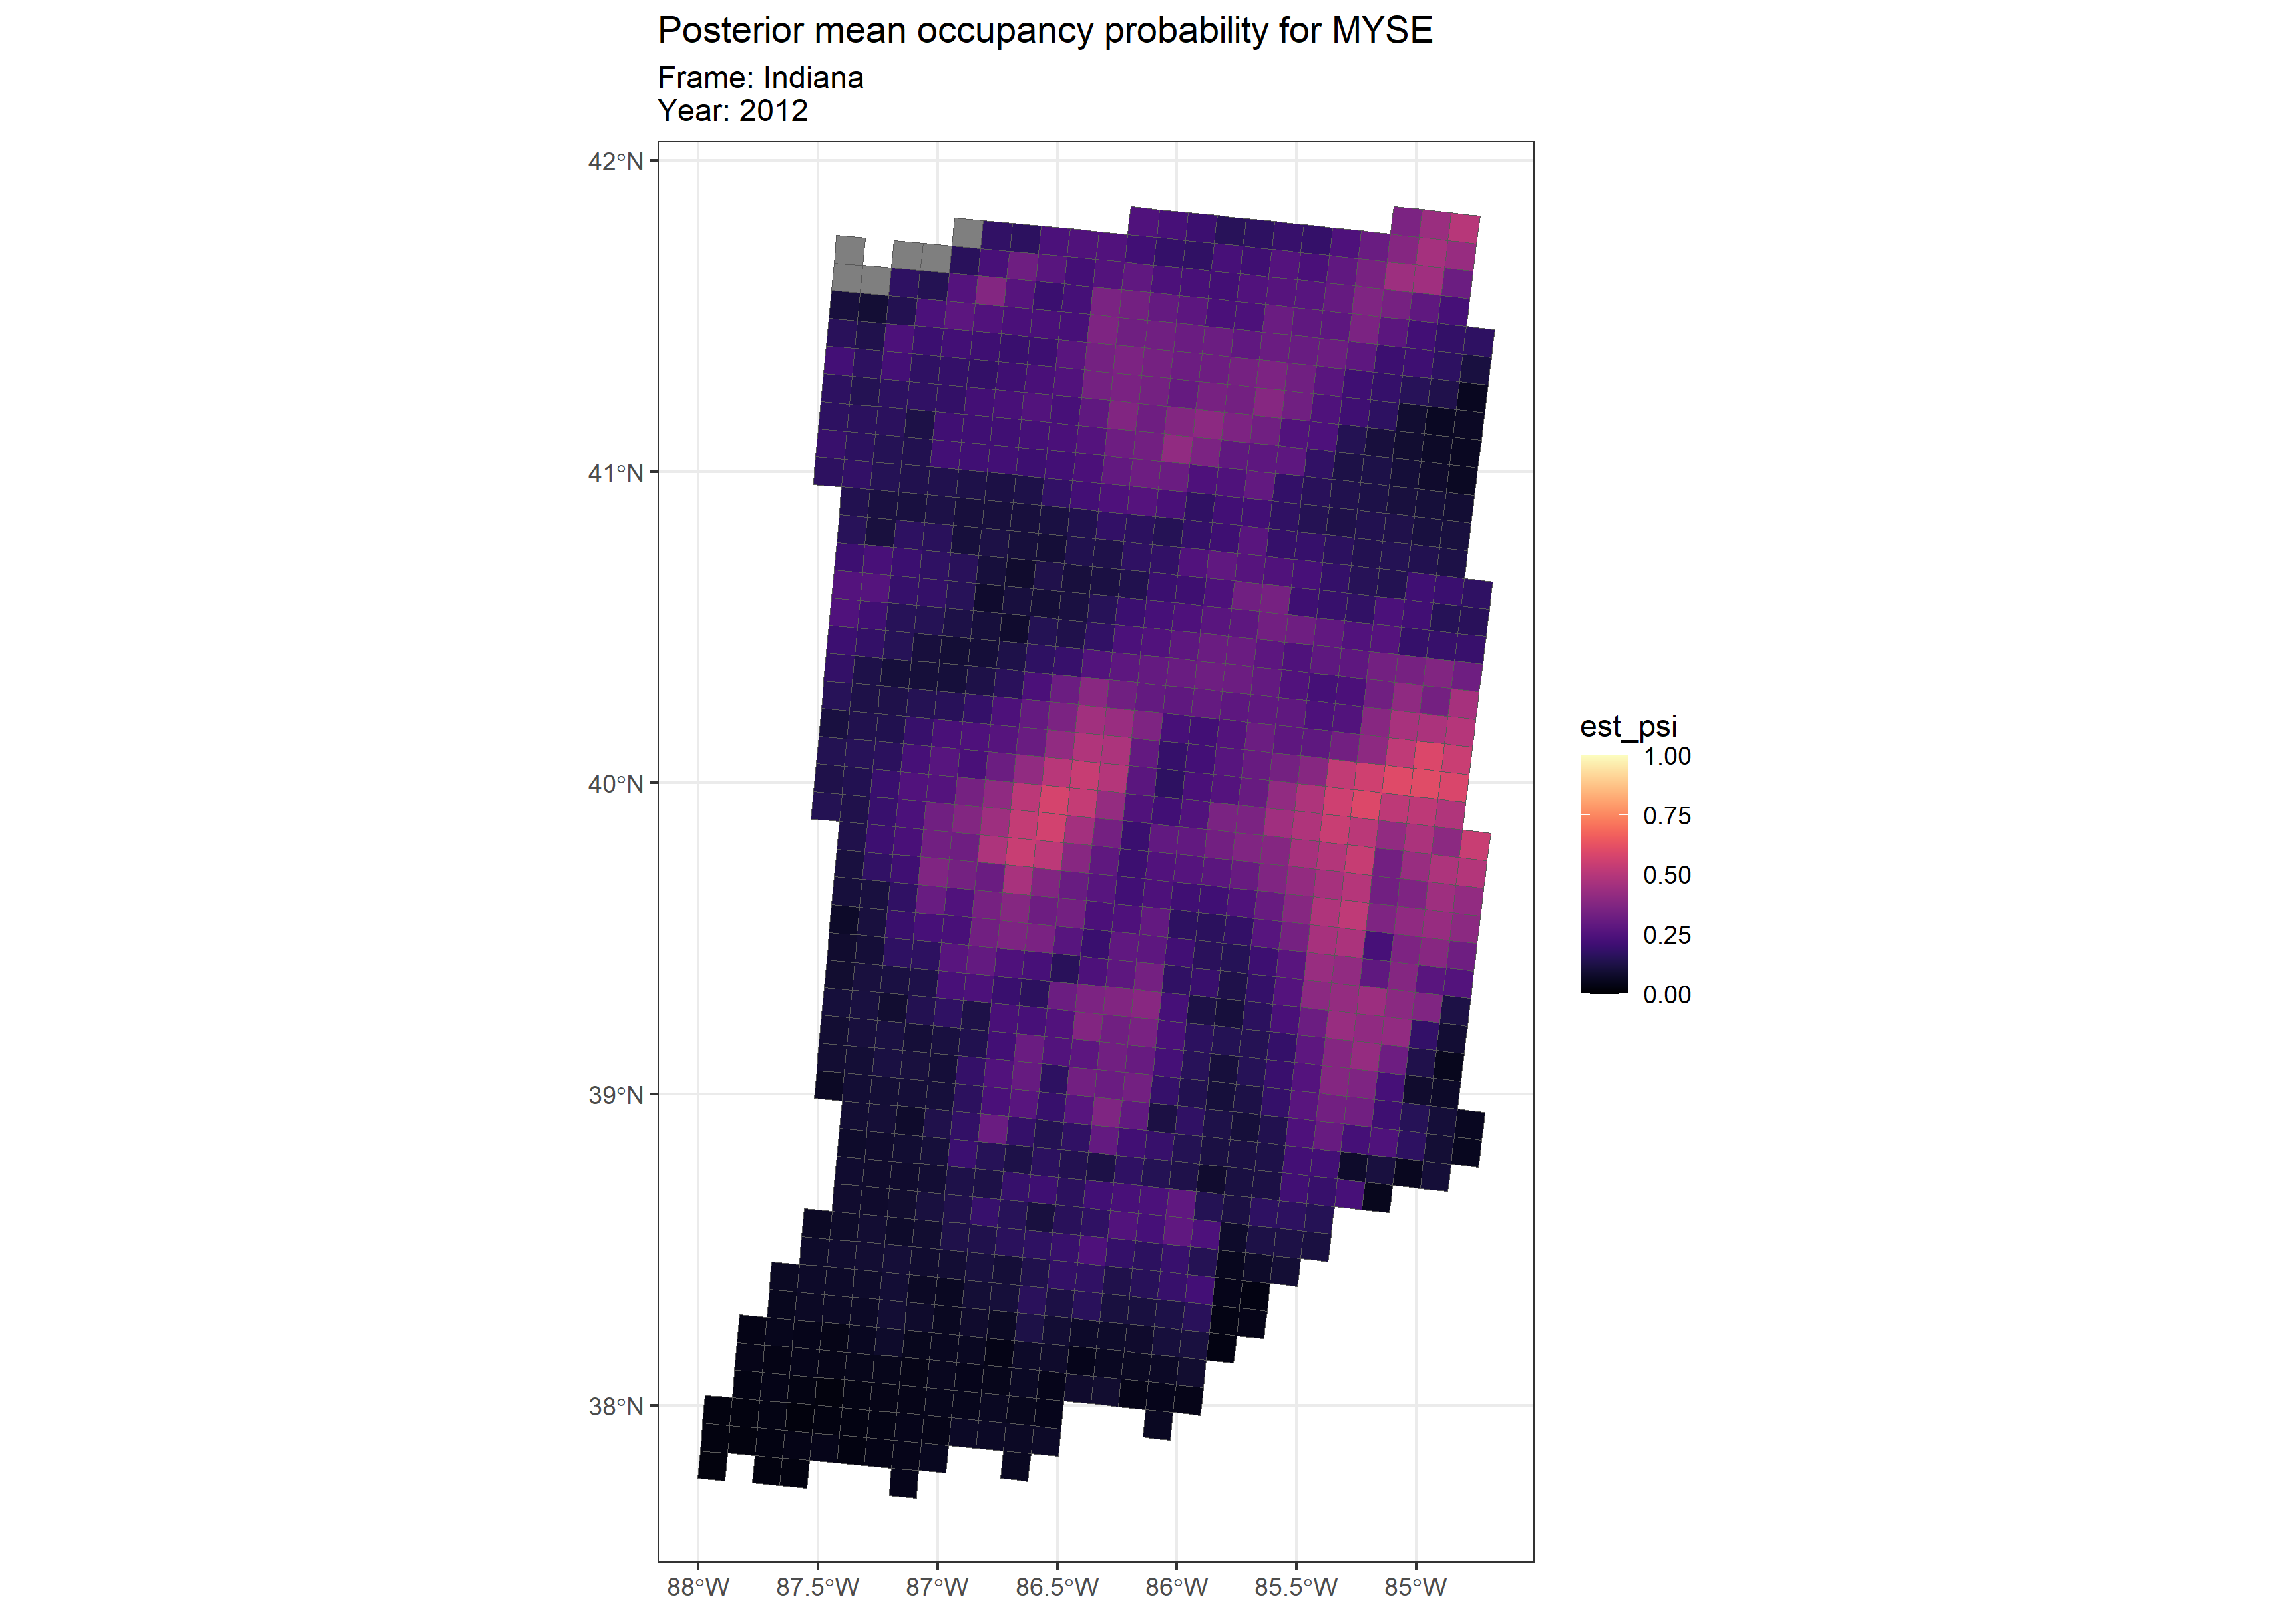 Posterior mean occupancy probability for MYSE
Frame: Indiana
Year: 2012
42°N
41°N
40°N
39°N
38°N
88°W 87.5°W 87°W 86.5°W 86°W 85.5°W 85°W
est_psi
1.00
0.75
0.50
0.25
0.00